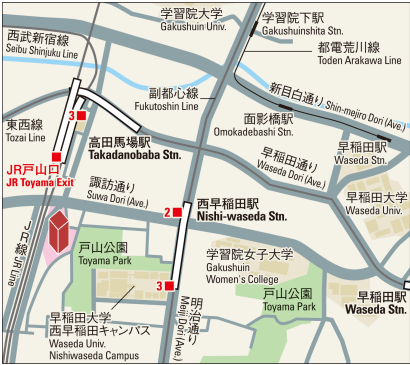 学習院大学
Gakushuin Univ.
学習院下駅
Gakushuinshita Stn.
西武新宿線
Seibu Shinjuku Line
都電荒川線
Toden Arakawa Line
副都心線
Fukutoshin Line
新目白通り Shin-mejiro Dori (Ave.)
3
東西線
Tozai Line
面影橋駅
Omokadebashi Stn.
高田馬場駅
Takadanobaba Stn.
早稲田駅
Waseda Stn.
JR戸山口
JR Toyama Exit
早稲田通り
Waseda Dori (Ave.)
諏訪通り
Suwa Dori (Ave.)
早稲田大学
Waseda Univ.
2
西早稲田駅
Nishi-waseda Stn.
JR線 JR Line
戸山公園
Toyama Park
学習院女子大学
Gakushuin
Women's College
3
戸山公園
Toyama Park
早稲田駅
Waseda Stn.
明治通り
Meiji Dori (Ave.)
早稲田大学
西早稲田キャンパス
Waseda Univ.
Nishiwaseda Campus